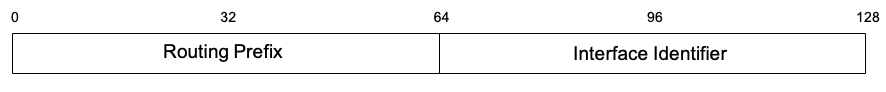 0 32 64 96 128
Routing Prefix Interface Identifier